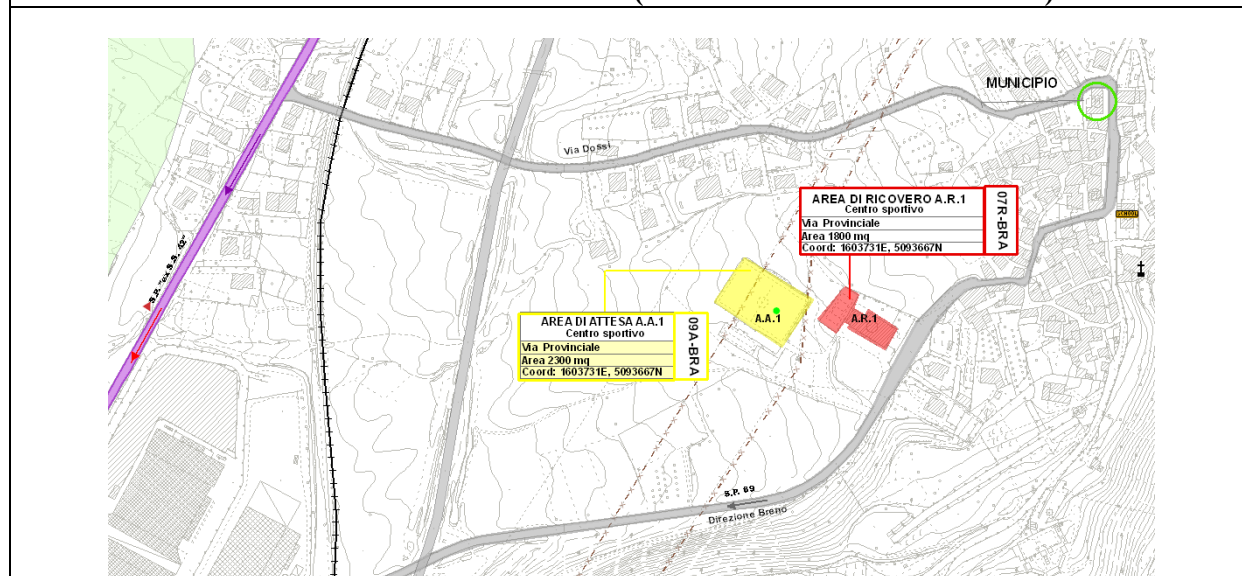 MUNICIPIO
Via Dossi
AREA DI RICOVERO A.R.1
Centro sportivo
Via Provinciale
Area 1800 mq
Coord: 1603731E, 5093667N
07R-BRA
S.P. "ex S.S. 42"
AREA DI ATTESA A.A.1
Centro sportivo
Via Provinciale
Area 2300 mq
Coord: 1603731E, 5093667N
09A-BRA
A.A.1
A.R.1
S.P. 69
Direzione Breno